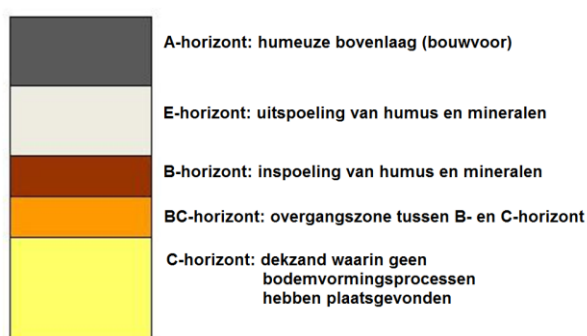 A-horizont: humeuze bovenlaag (bouwvoor)
E-horizont: uitspoeling van humus en mineralen
B-horizont: inspoeling van humus en mineralen
BC-horizont: overgangszone tussen B- en C-horizont
C-horizont: dekzand waarin geen
bodemvormingsprocessen
hebben plaatsgevonden